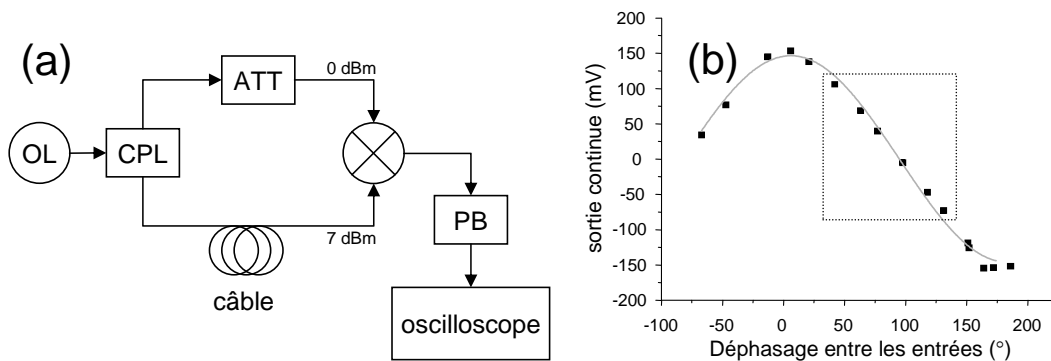 (a)
ATT
0 dBm
OL
CPL
7 dBm
PB
câble
oscilloscope
(b)
sortie continue (mV)
200
150
100
50
0
-50
-100
-150
-200
-100 -50 0 50 100 150 200
Déphasage entre les entrées (°)